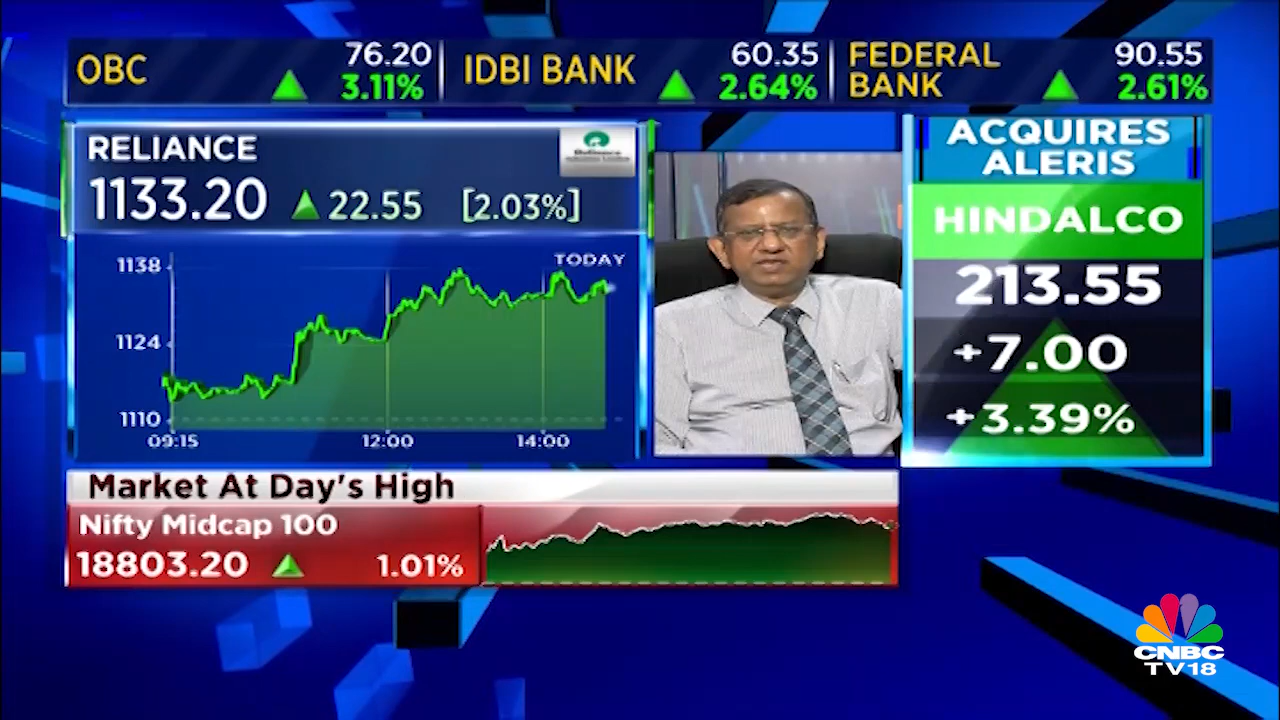 OBC
76.20
3.11%
IDBI BANK
60.35
2.64%
FEDERAL
BANK
90.55
2.61%
RELIANCE
1133.20 22.55 [2.03%]
Reliance
TODAY
1138
1124
1110
09:15 12:00 14:00
ACQUIRES
ALERIS
HINDALCO
213.55
+7.00
+3.39%
Market At Day's High
Nifty Midcap 100
18803.20 1.01%
CNBC
TV18